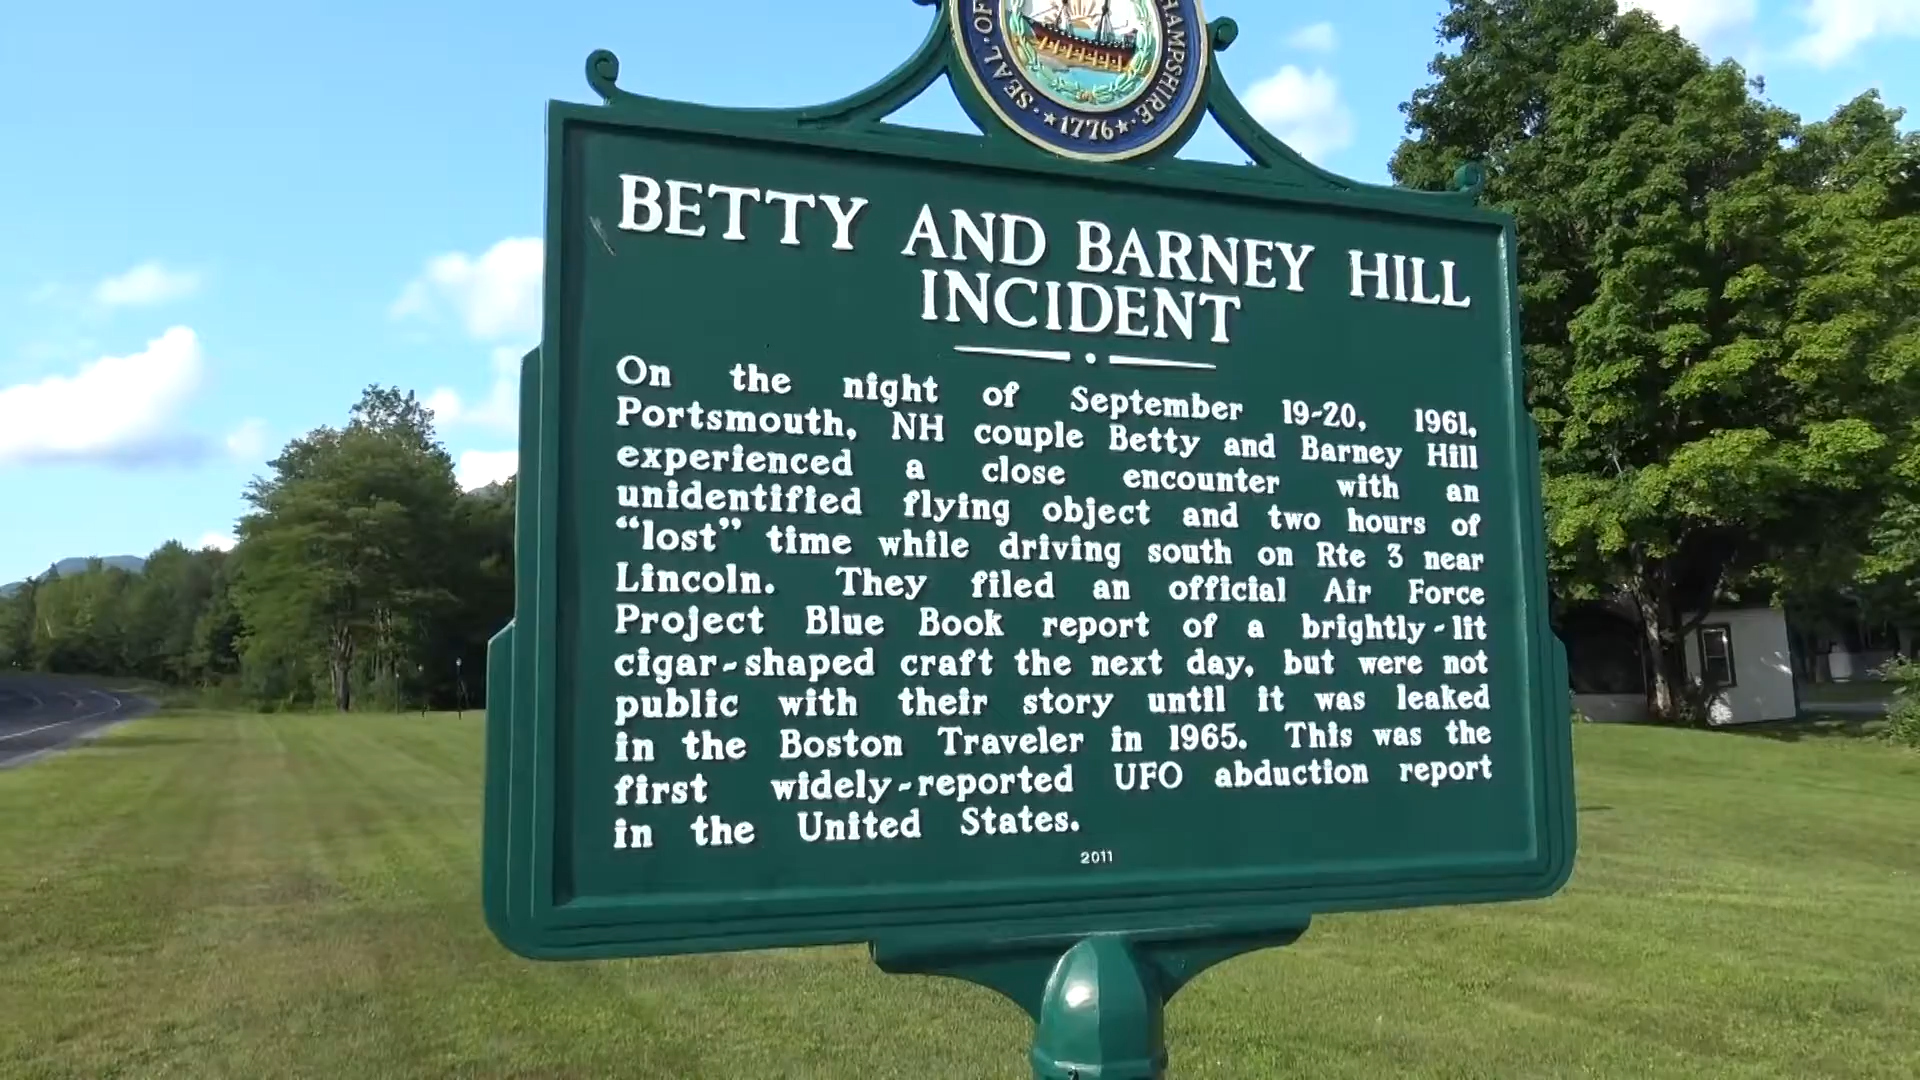 SEAL · OF HAMPSHIRE · ★ 1776 ★ ·
BETTY AND BARNEY HILL
INCIDENT
On the night of September 19-20, 1961,
Portsmouth, NH couple Betty and Barney Hill
experienced a close encounter with an
unidentified flying object and two hours of
“lost” time while driving south on Rte 3 near
Lincoln. They filed an official Air Force
Project Blue Book report of a brightly-lit
cigar-shaped craft the next day, but were not
public with their story until it was leaked
in the Boston Traveler in 1965. This was the
first widely-reported UFO abduction report
in the United States.
2011